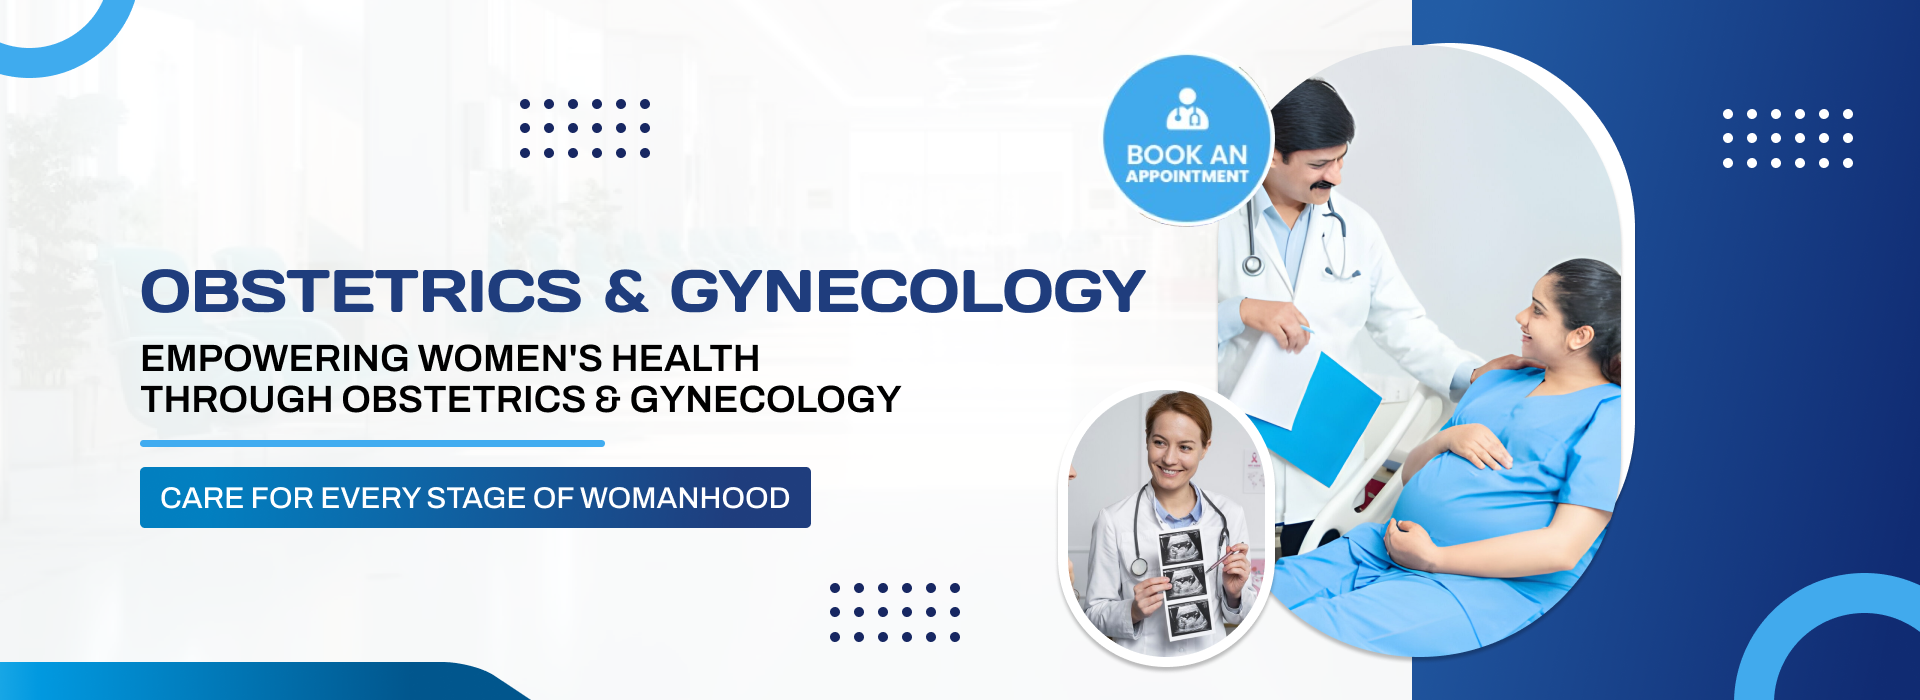 BOOK AN
APPOINTMENT
OBSTETRICS & GYNECOLOGY
EMPOWERING WOMEN'S HEALTH
THROUGH OBSTETRICS & GYNECOLOGY
CARE FOR EVERY STAGE OF WOMANHOOD